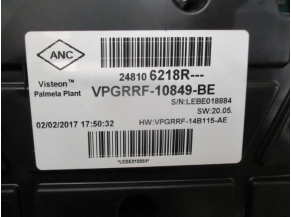 ANC
24810 6218R---
Visteon™
Palmela Plant
VPGRRF-10849-BE
S/N:LEBE018884
SW:20.05.
02/02/2017 17:50:32
HW:VPGRRF-14B115-AE
*LEBE018884*